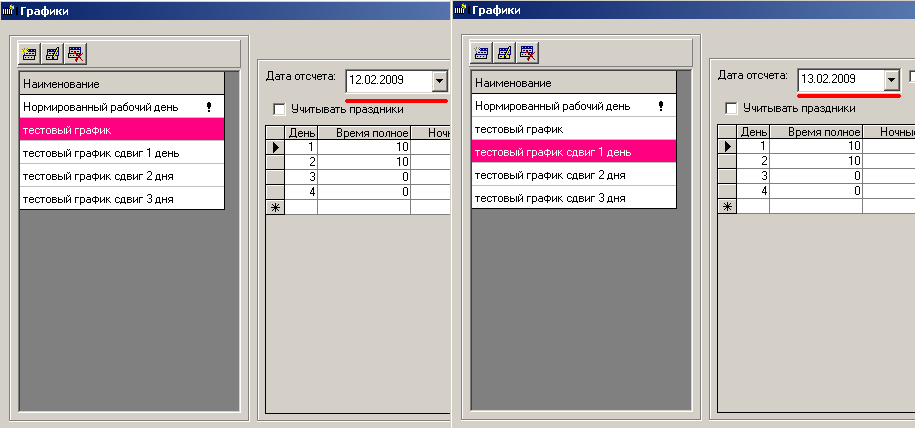 Графики
Наименование
Нормированный рабочий день !
тестовый график
тестовый график сдвиг 1 день
тестовый график сдвиг 2 дня
тестовый график сдвиг 3 дня
Дата отсчета: 12.02.2009
Учитывать праздники
День Время полное Ночны
1 10
2 10
3 0
4 0
Графики
Наименование
Нормированный рабочий день !
тестовый график
тестовый график сдвиг 1 день
тестовый график сдвиг 2 дня
тестовый график сдвиг 3 дня
Дата отсчета: 13.02.2009
Учитывать праздники
День Время полное Ночные
1 10
2 10
3 0
4 0